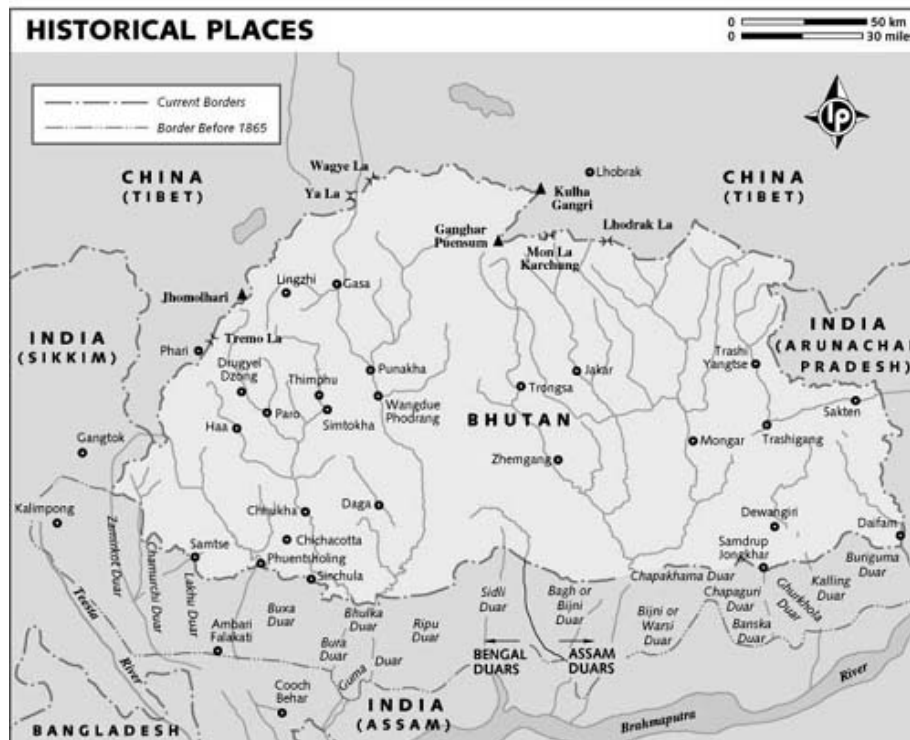 HISTORICAL PLACES
0 50 km
0 30 mile
Current Borders
Border Before 1865
lp
CHINA
(TIBET)
Wagye La
Ya La
Lhobrak
Kulha
Gangri
CHINA
(TIBET)
Ganghar
Puensum
Mon La
Karchung
Lhodrak La
Lingzhi
Gasa
Jhomolhari
INDIA
(SIKKIM)
Phari
Tremo La
INDIA
(ARUNACHA
PRADESH)
Drugyel
Dzong
Thimphu
Punakha
Trashi
Yangtse
Jakar
Trongsa
Paro
Simtokha
Wangdue
Phodrang
BHUTAN
Sakten
Haa
Trashigang
Mongar
Gangtok
Zhemgang
Kalimpong
Chhukha
Daga
Dewangiri
Daifam
Chichacotta
Samdrup
Jongkhar
Samtse
Phuentsholing
Sinchula
Zamirkot Duar
Chamurchi Duar
Lakhu Duar
Buxa
Duar
Bhulka
Duar
Ripu
Duar
Sidli
Duar
Bagh or
Bijni
Duar
Chapakhama Duar
Chapaguri
Duar
Ghurkhola
Duar
Kalling
Duar
Bunguma
Duar
Bijni or
Warsi
Duar
Banska
Duar
Ambari
Falakati
Bura
Duar
Guma
Duar
BENGAL
DUARS
ASSAM
DUARS
Teesta
River
Cooch
Behar
INDIA
(ASSAM)
Brahmaputra
River
BANGLADESH